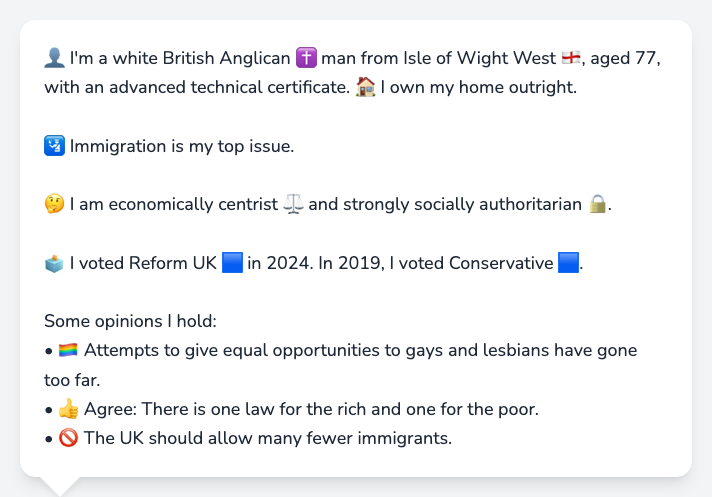 👤 I'm a white British Anglican ✝️ man from Isle of Wight West 🏴󠁧󠁢󠁥󠁮󠁧󠁿, aged 77,
with an advanced technical certificate. 🏠 I own my home outright.
🛂 Immigration is my top issue.
🤔 I am economically centrist ⚖️ and strongly socially authoritarian 🔒.
🗳️ I voted Reform UK 🟦 in 2024. In 2019, I voted Conservative 🟦.
Some opinions I hold:
• 🏳️‍🌈 Attempts to give equal opportunities to gays and lesbians have gone
too far.
• 👍 Agree: There is one law for the rich and one for the poor.
• 🚫 The UK should allow many fewer immigrants.